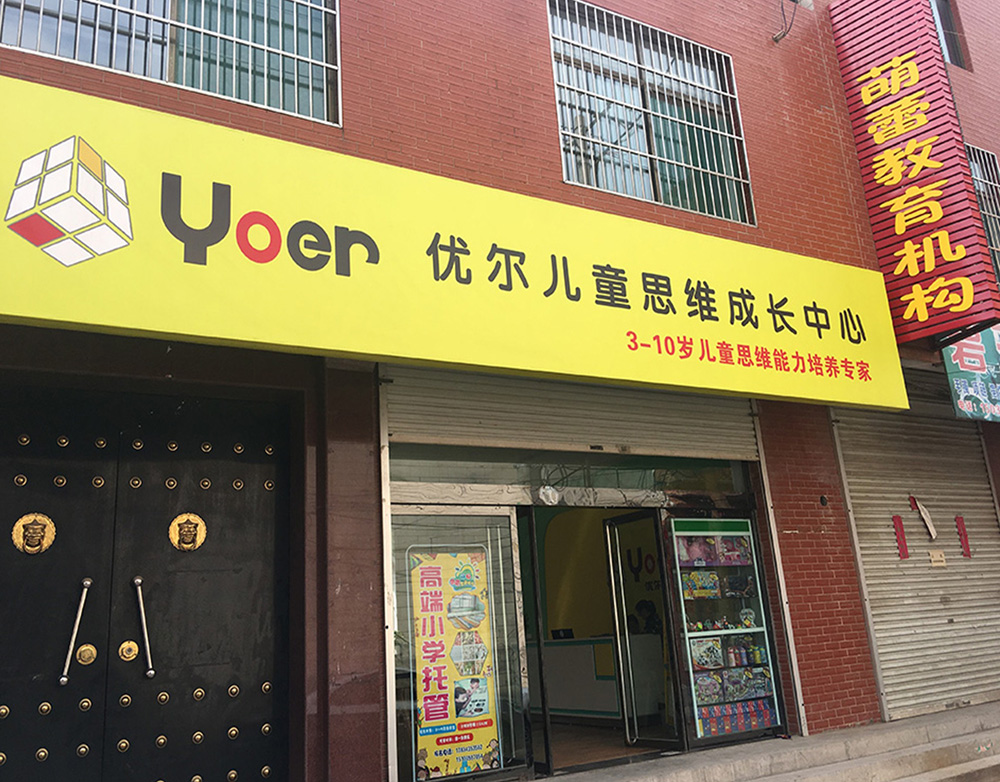 Yoer 优尔儿童思维成长中心
3-10岁儿童思维能力培养专家
萌蕾教育机构
高端小学托管